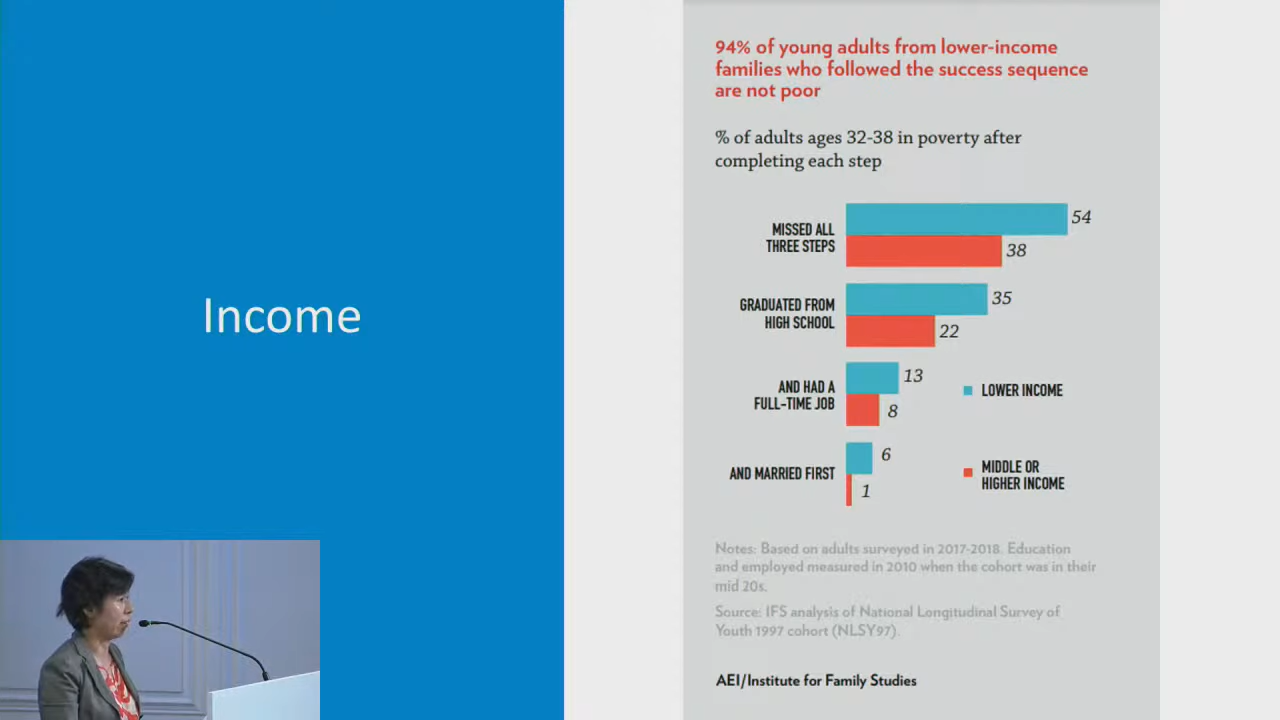 Income
94% of young adults from lower-income
families who followed the success sequence
are not poor
% of adults ages 32-38 in poverty after
completing each step
MISSED ALL
THREE STEPS
54
38
GRADUATED FROM
HIGH SCHOOL
35
22
AND HAD A
FULL-TIME JOB
13
8
LOWER INCOME
AND MARRIED FIRST
6
1
MIDDLE OR
HIGHER INCOME
Notes: Based on adults surveyed in 2017-2018. Education
and employed measured in 2010 when the cohort was in their
mid 20s.
Source: IFS analysis of National Longitudinal Survey of
Youth 1997 cohort (NLSY97).
AEI/Institute for Family Studies